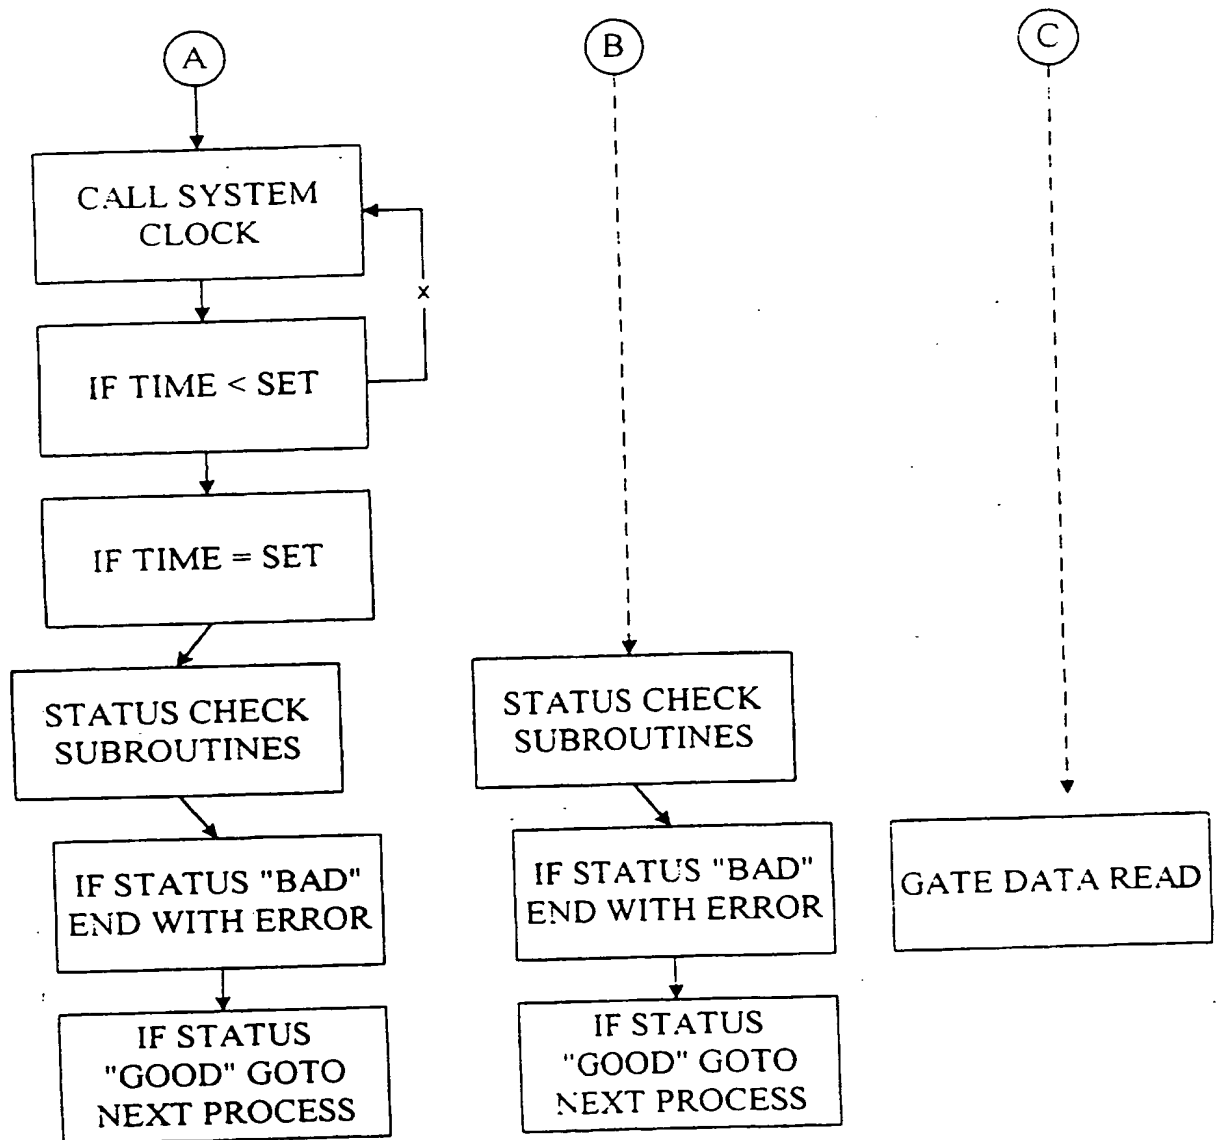 A
CALL SYSTEM
CLOCK
x
IF TIME < SET
IF TIME = SET
STATUS CHECK
SUBROUTINES
IF STATUS "BAD"
END WITH ERROR
IF STATUS
"GOOD" GOTO
NEXT PROCESS
B
STATUS CHECK
SUBROUTINES
IF STATUS "BAD"
END WITH ERROR
IF STATUS
"GOOD" GOTO
NEXT PROCESS
C
GATE DATA READ